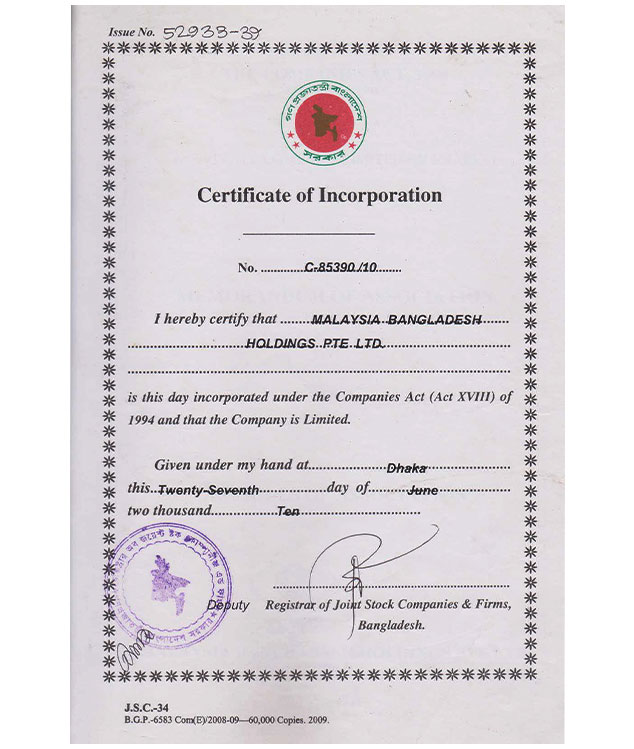 Issue No. 52933-39
গণপ্রজাতন্ত্রী বাংলাদেশ
সরকার
Certificate of Incorporation
No. ..............C-85390 /10........
I hereby certify that ..........MALAYSIA BANGLADESH
HOLDINGS PTE LTD.
is this day incorporated under the Companies Act (Act XVIII) of
1994 and that the Company is Limited.
Given under my hand at........Dhaka
this..Twenty-Seventh..........day of........June
two thousand..........Ten
Deputy Registrar of Joint Stock Companies & Firms,
Bangladesh.
J.S.C.-34
B.G.P.-6583 Com(E)/2008-09—60,000 Copies. 2009.